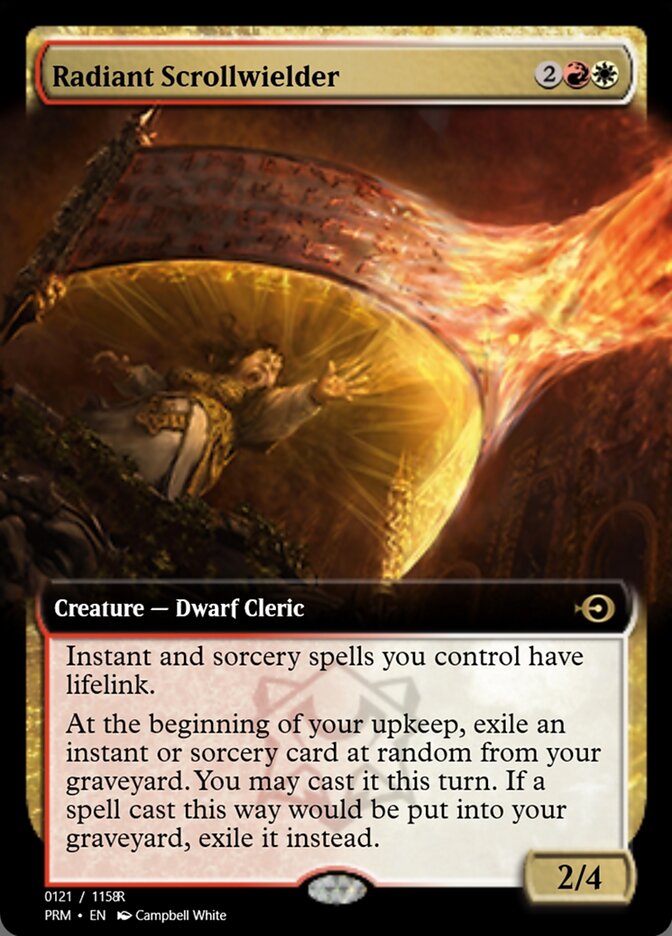 Radiant Scrollwielder 2
Creature — Dwarf Cleric
Instant and sorcery spells you control have
lifelink.
At the beginning of your upkeep, exile an
instant or sorcery card at random from your
graveyard. You may cast it this turn. If a
spell cast this way would be put into your
graveyard, exile it instead.
2/4
0121 / 1158R
PRM • EN Campbell White